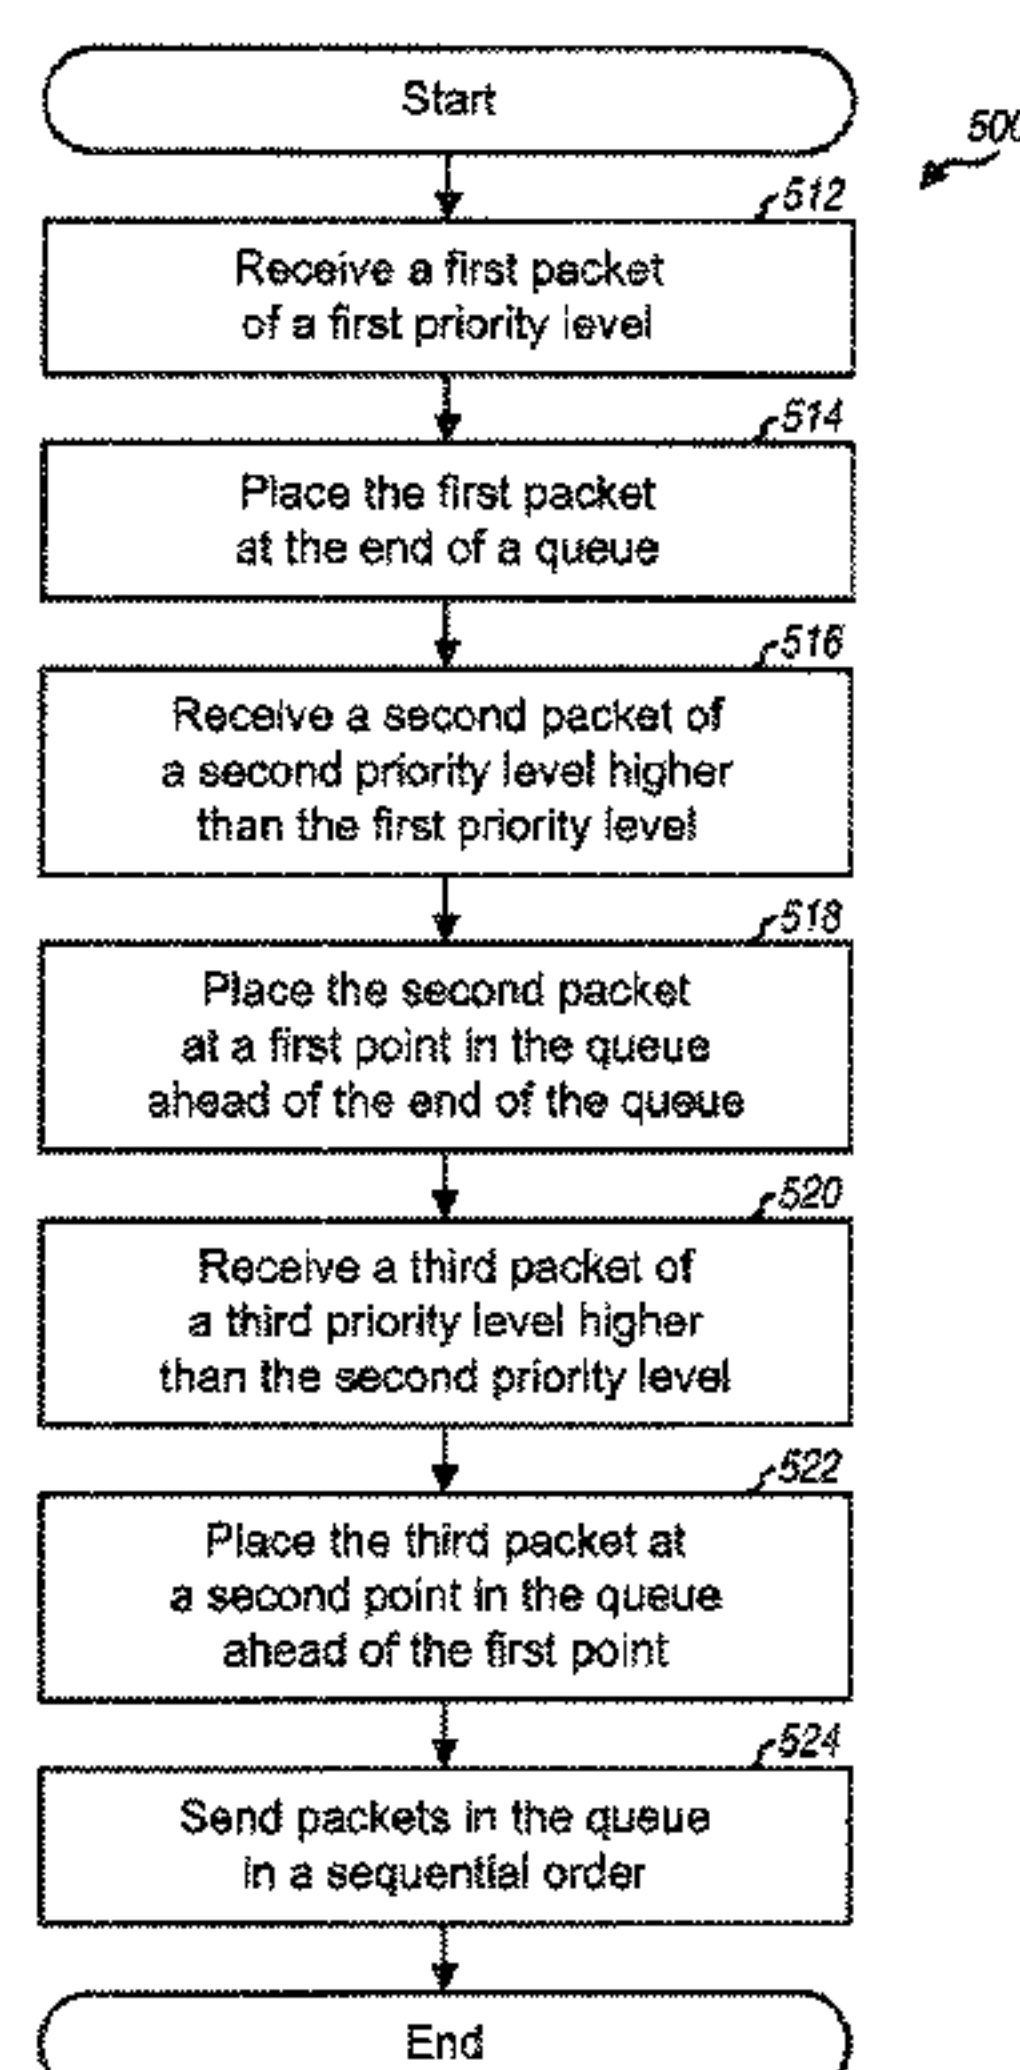 Start
500
512
Receive a first packet
of a first priority level
514
Place the first packet
at the end of a queue
516
Receive a second packet of
a second priority level higher
than the first priority level
518
Place the second packet
at a first point in the queue
ahead of the end of the queue
520
Receive a third packet of
a third priority level higher
than the second priority level
522
Place the third packet at
a second point in the queue
ahead of the first point
524
Send packets in the queue
in a sequential order
End